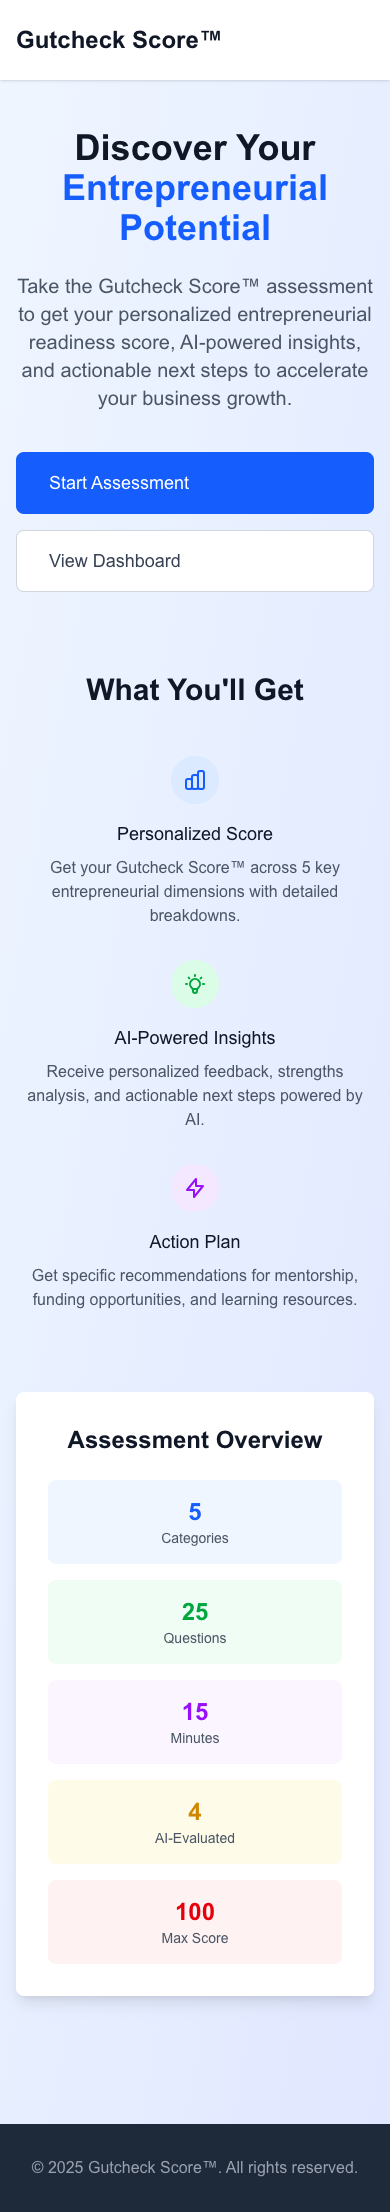 Gutcheck Score™
Discover Your
Entrepreneurial
Potential
Take the Gutcheck Score™ assessment
to get your personalized entrepreneurial
readiness score, AI-powered insights,
and actionable next steps to accelerate
your business growth.
Start Assessment
View Dashboard
What You'll Get
Personalized Score
Get your Gutcheck Score™ across 5 key
entrepreneurial dimensions with detailed
breakdowns.
AI-Powered Insights
Receive personalized feedback, strengths
analysis, and actionable next steps powered by
AI.
Action Plan
Get specific recommendations for mentorship,
funding opportunities, and learning resources.
Assessment Overview
5
Categories
25
Questions
15
Minutes
4
AI-Evaluated
100
Max Score
© 2025 Gutcheck Score™. All rights reserved.